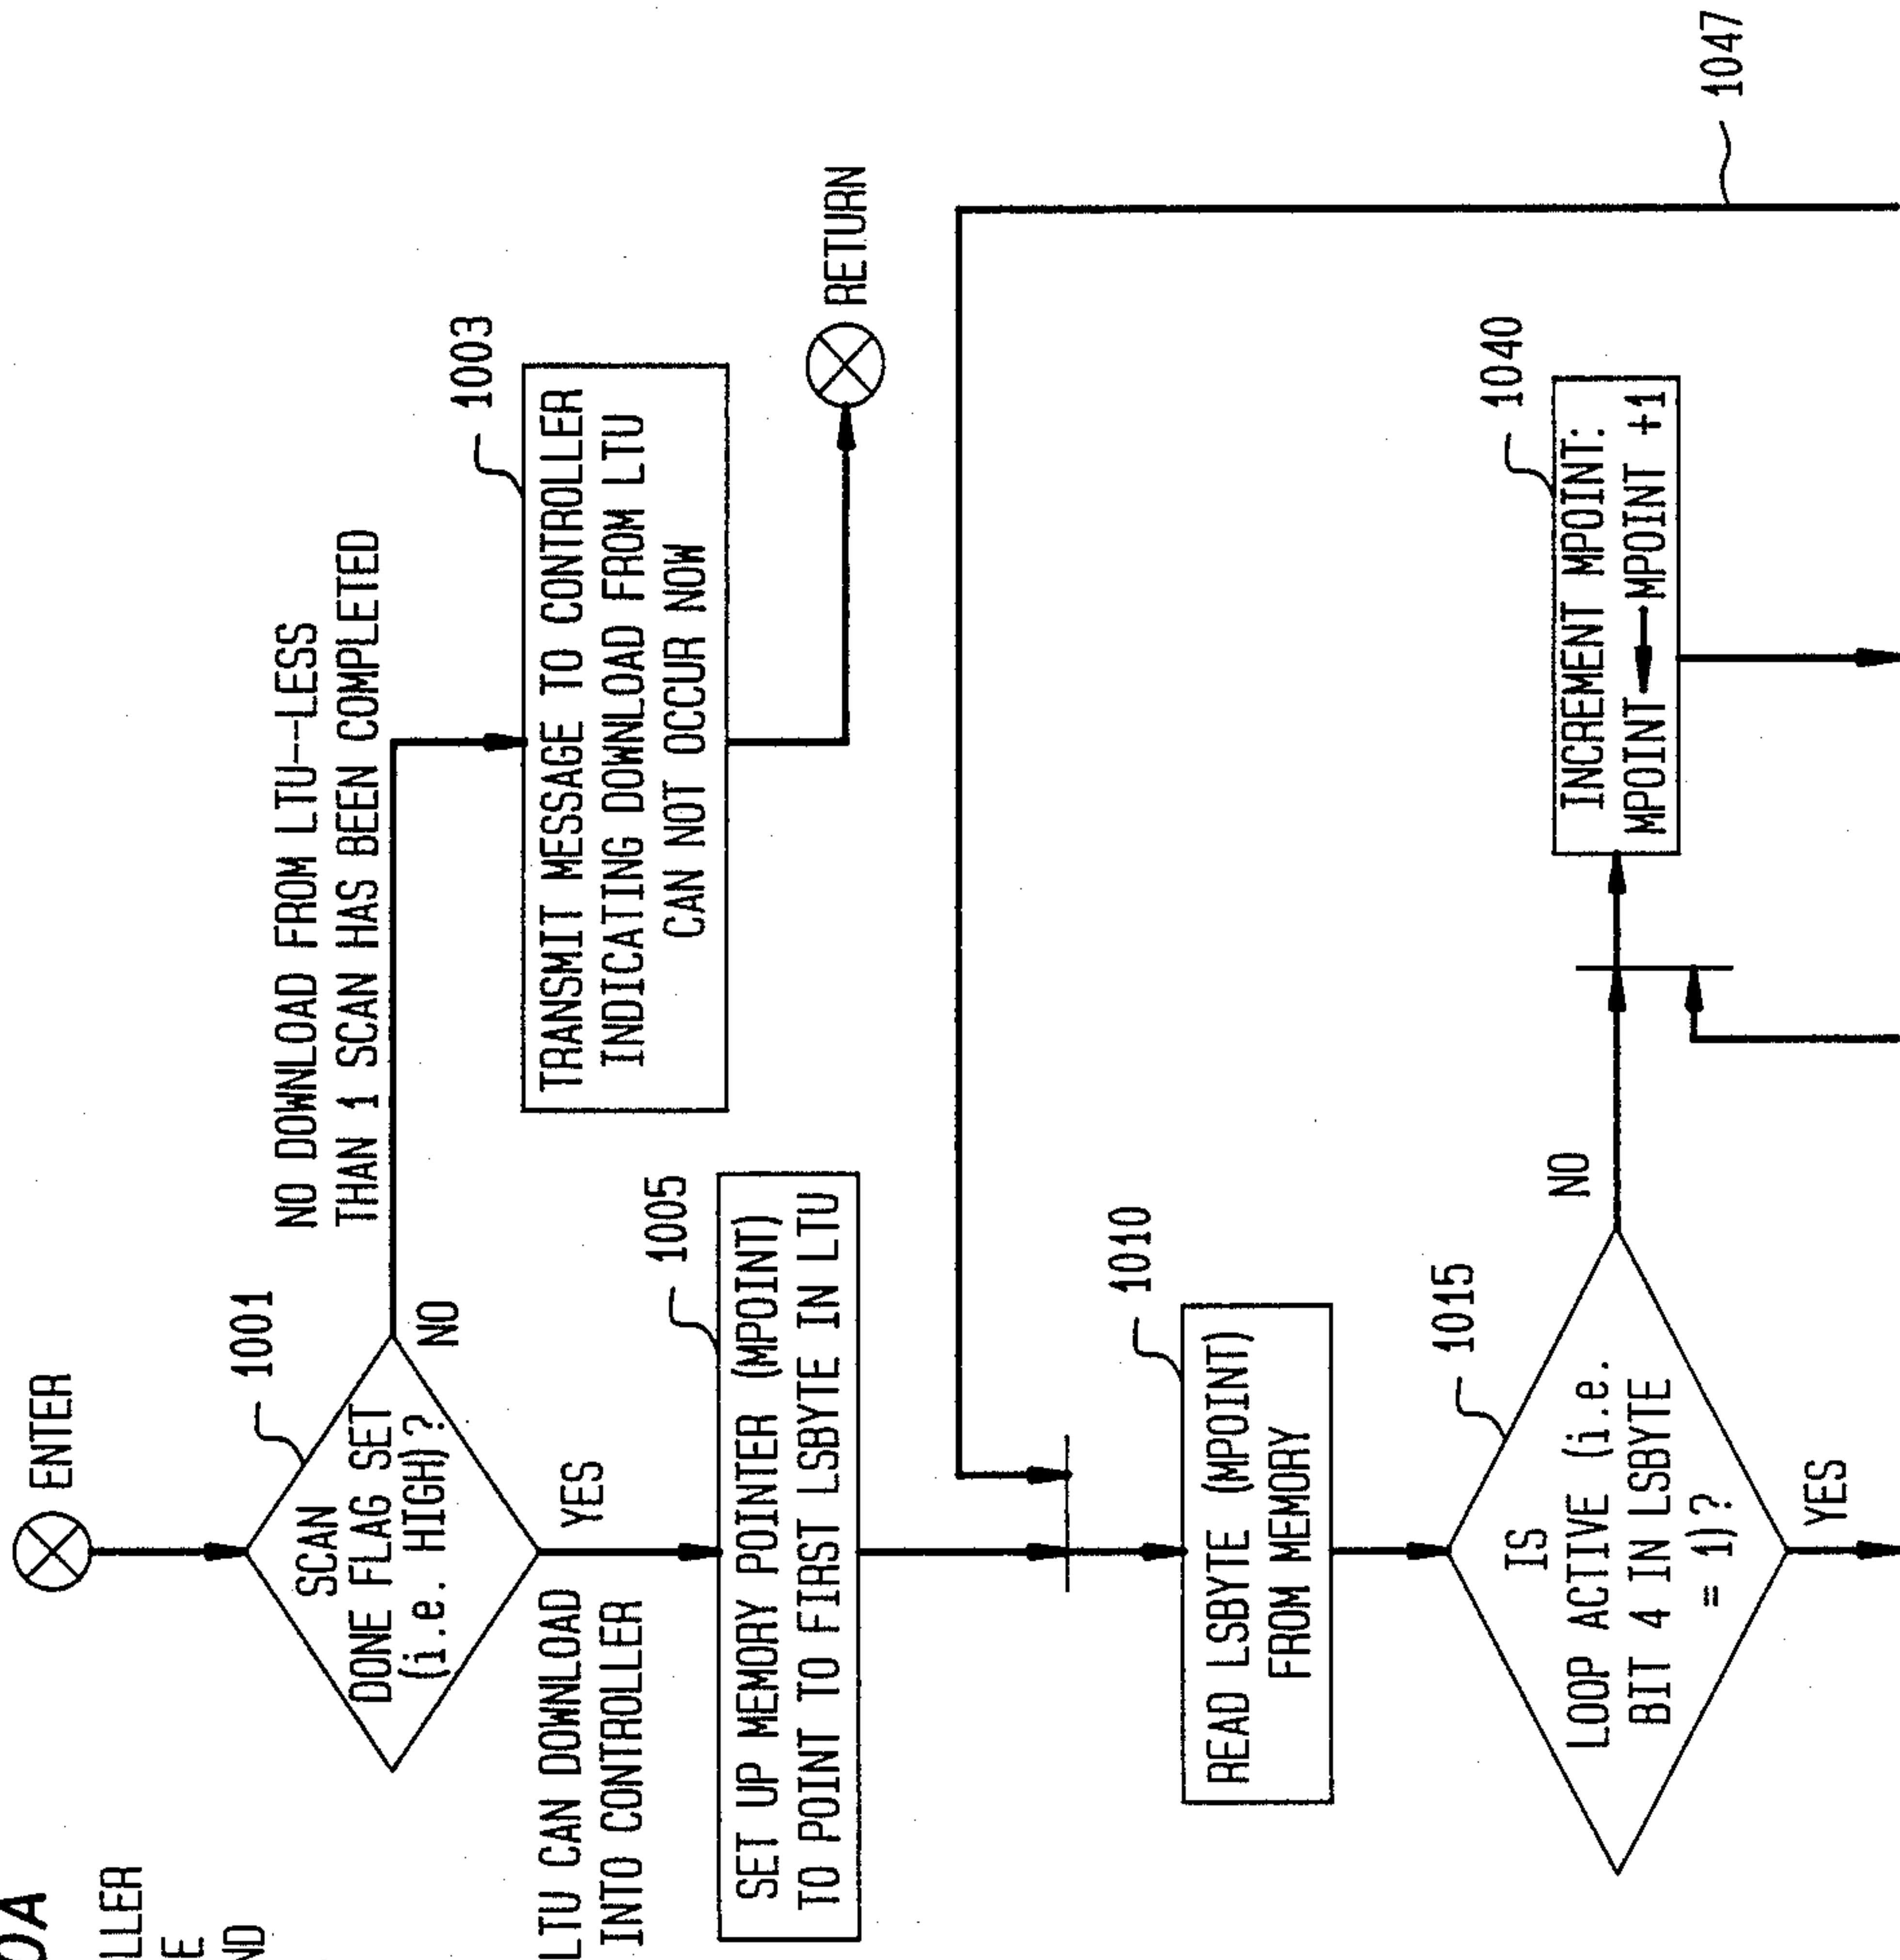 0A
LLER
E
ND
ENTER
1001
SCAN
DONE FLAG SET
(i.e. HIGH)?
NO
NO DOWNLOAD FROM LTU--LESS
THAN 1 SCAN HAS BEEN COMPLETED
1003
TRANSMIT MESSAGE TO CONTROLLER
INDICATING DOWNLOAD FROM LTU
CAN NOT OCCUR NOW
RETURN
YES
LTU CAN DOWNLOAD
INTO CONTROLLER
1005
SET UP MEMORY POINTER (MPOINT)
TO POINT TO FIRST LSBYTE IN LTU
1010
READ LSBYTE (MPOINT)
FROM MEMORY
1015
IS
LOOP ACTIVE (i.e.
BIT 4 IN LSBYTE
= 1)?
NO
YES
1040
INCREMENT MPOINT:
MPOINT ← MPOINT +1
1047